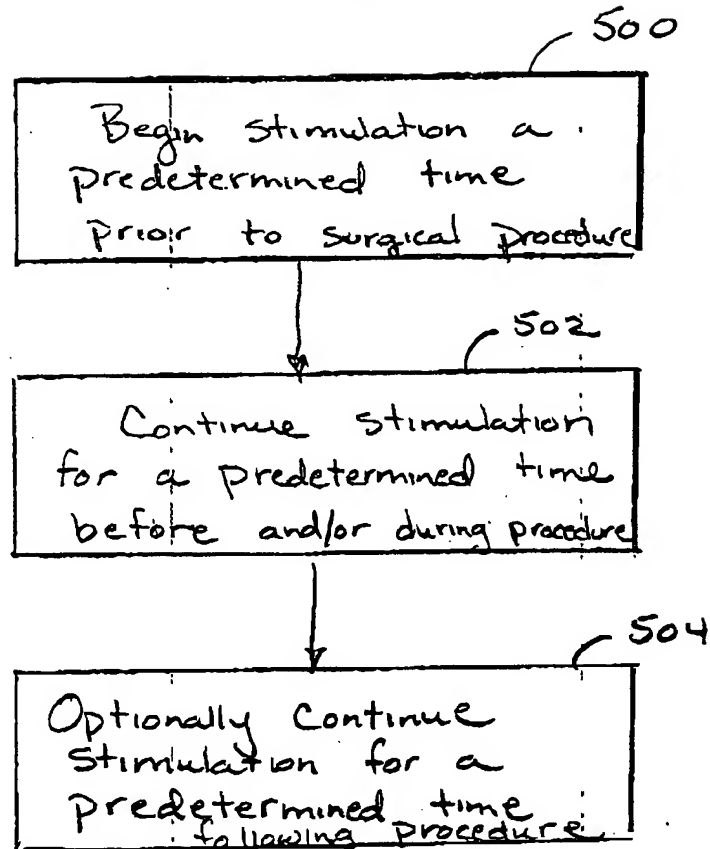 500
Begin stimulation a
predetermined time
prior to surgical procedure
502
Continue stimulation
for a predetermined time
before and/or during procedure
504
Optionally continue
stimulation for a
predetermined time
following procedure